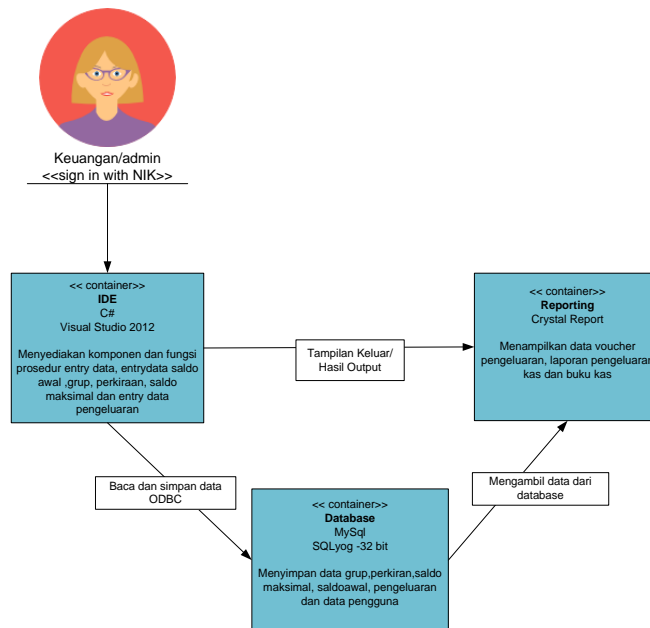 Keuangan/admin
<<sign in with NIK>>
<< container>>
IDE
C#
Visual Studio 2012
Menyediakan komponen dan fungsi
prosedur entry data, entrydata saldo
awal ,grup, perkiraan, saldo
maksimal dan entry data
pengeluaran
Tampilan Keluar/
Hasil Output
<< container>>
Reporting
Crystal Report
Menampilkan data voucher
pengeluaran, laporan pengeluaran
kas dan buku kas
Baca dan simpan data
ODBC
Mengambil data dari
database
<< container>>
Database
MySql
SQLyog -32 bit
Menyimpan data grup,perkiran,saldo
maksimal, saldoawal, pengeluaran
dan data pengguna